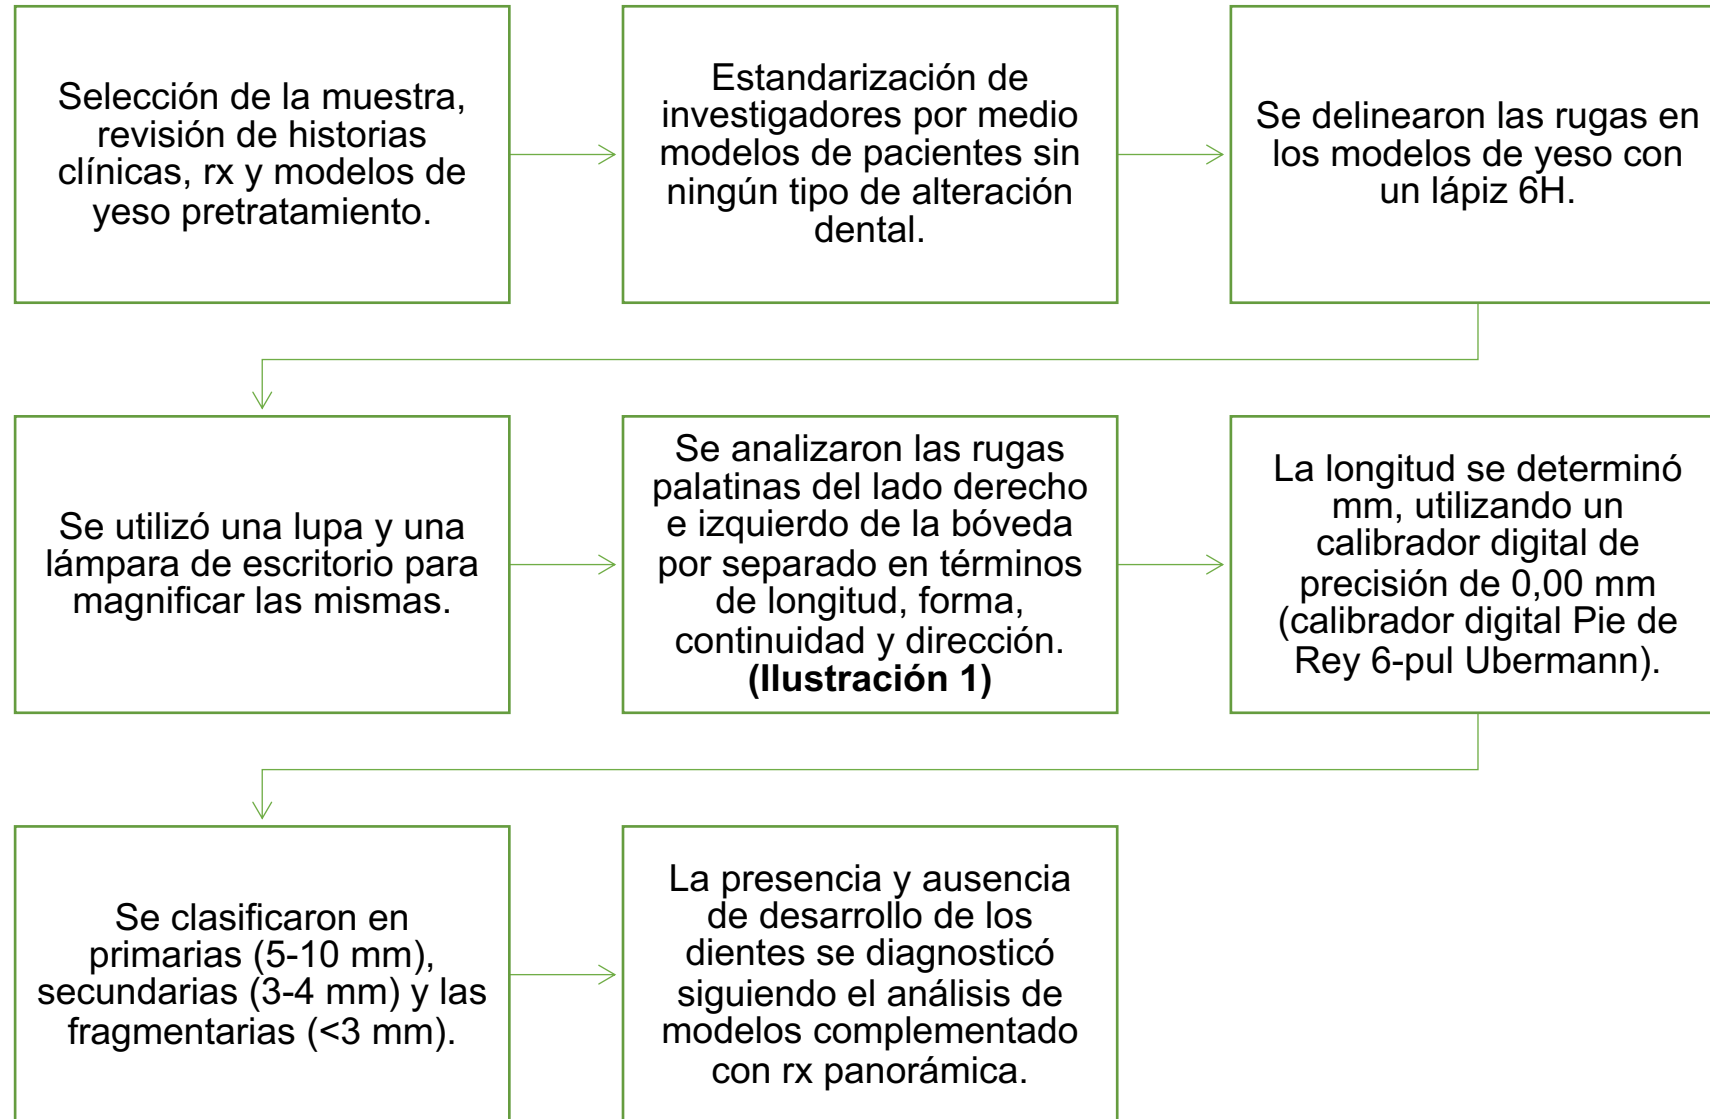 Selección de la muestra,
revisión de historias
clínicas, rx y modelos de
yeso pretratamiento.
Estandarización de
investigadores por medio
modelos de pacientes sin
ningún tipo de alteración
dental.
Se delinearon las rugas en
los modelos de yeso con
un lápiz 6H.
Se utilizó una lupa y una
lámpara de escritorio para
magnificar las mismas.
Se analizaron las rugas
palatinas del lado derecho
e izquierdo de la bóveda
por separado en términos
de longitud, forma,
continuidad y dirección.
(Ilustración 1)
La longitud se determinó
mm, utilizando un
calibrador digital de
precisión de 0,00 mm
(calibrador digital Pie de
Rey 6-pul Ubermann).
Se clasificaron en
primarias (5-10 mm),
secundarias (3-4 mm) y las
fragmentarias (<3 mm).
La presencia y ausencia
de desarrollo de los
dientes se diagnosticó
siguiendo el análisis de
modelos complementado
con rx panorámica.